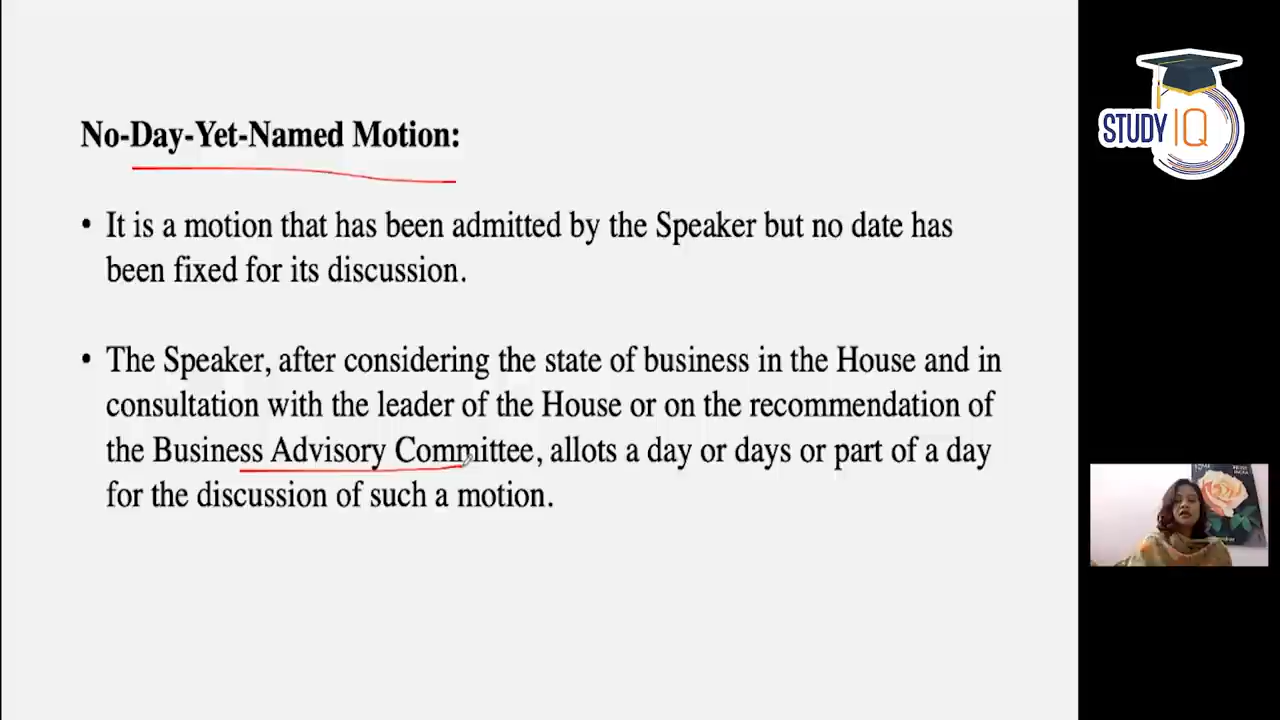 No-Day-Yet-Named Motion:
• It is a motion that has been admitted by the Speaker but no date has
been fixed for its discussion.
• The Speaker, after considering the state of business in the House and in
consultation with the leader of the House or on the recommendation of
the Business Advisory Committee, allots a day or days or part of a day
for the discussion of such a motion.
STUDY IQ